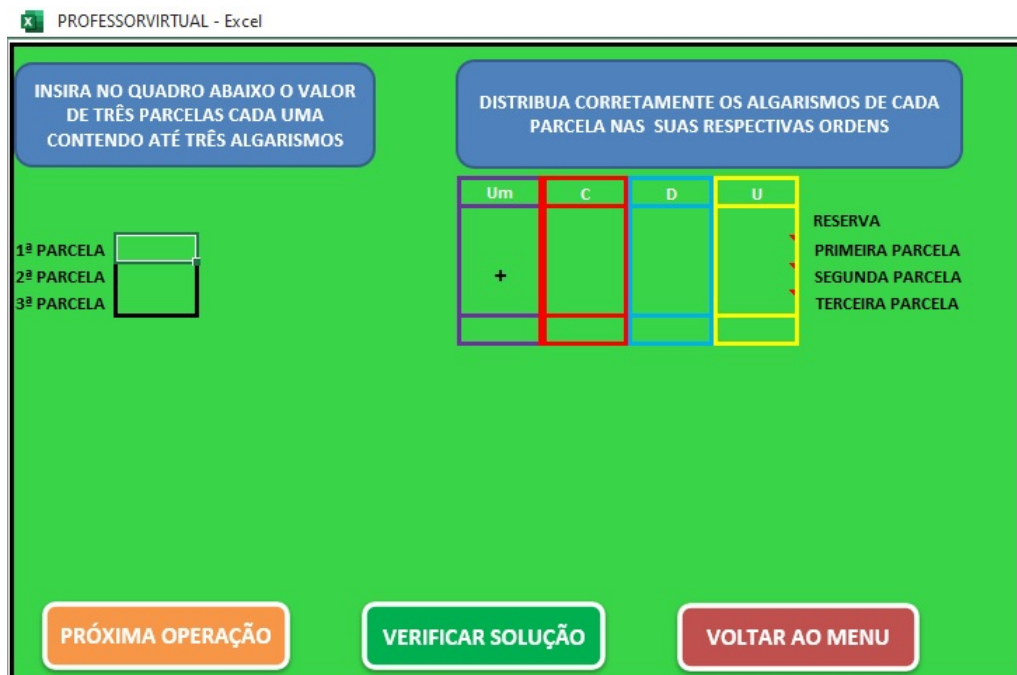 PROFESSORVIRTUAL - Excel
INSIRA NO QUADRO ABAIXO O VALOR
DE TRÊS PARCELAS CADA UMA
CONTENDO ATÉ TRÊS ALGARISMOS
DISTRIBUA CORRETAMENTE OS ALGARISMOS DE CADA
PARCELA NAS SUAS RESPECTIVAS ORDENS
Um C D U
RESERVA
1ª PARCELA
PRIMEIRA PARCELA
2ª PARCELA
+
SEGUNDA PARCELA
3ª PARCELA
TERCEIRA PARCELA
PRÓXIMA OPERAÇÃO
VERIFICAR SOLUÇÃO
VOLTAR AO MENU